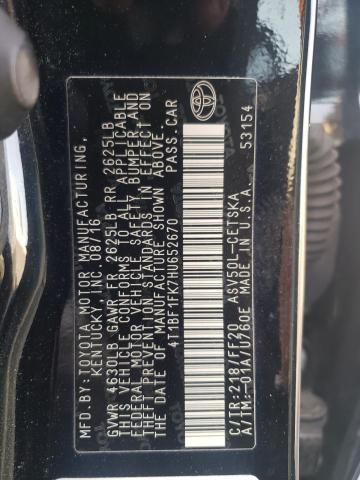 MFD.BY:TOYOTA MOTOR MANUFACTURING,
KENTUCKY, INC. 08/16
GVWR 4630LB GAWR FR 2625LB RR 2625LB
THIS VEHICLE CONFORMS TO ALL APPLICABLE
FEDERAL MOTOR VEHICLE SAFETY, BUMPER, AND
THEFT PREVENTION STANDARDS IN EFFECT ON
THE DATE OF MANUFACTURE SHOWN ABOVE.
4T1BF1FK7HU652670 PASS.CAR
C/TR:218/FF20 ASV50L-CETSKA
A/TM:-01A/U760E MADE IN U.S.A.
53154